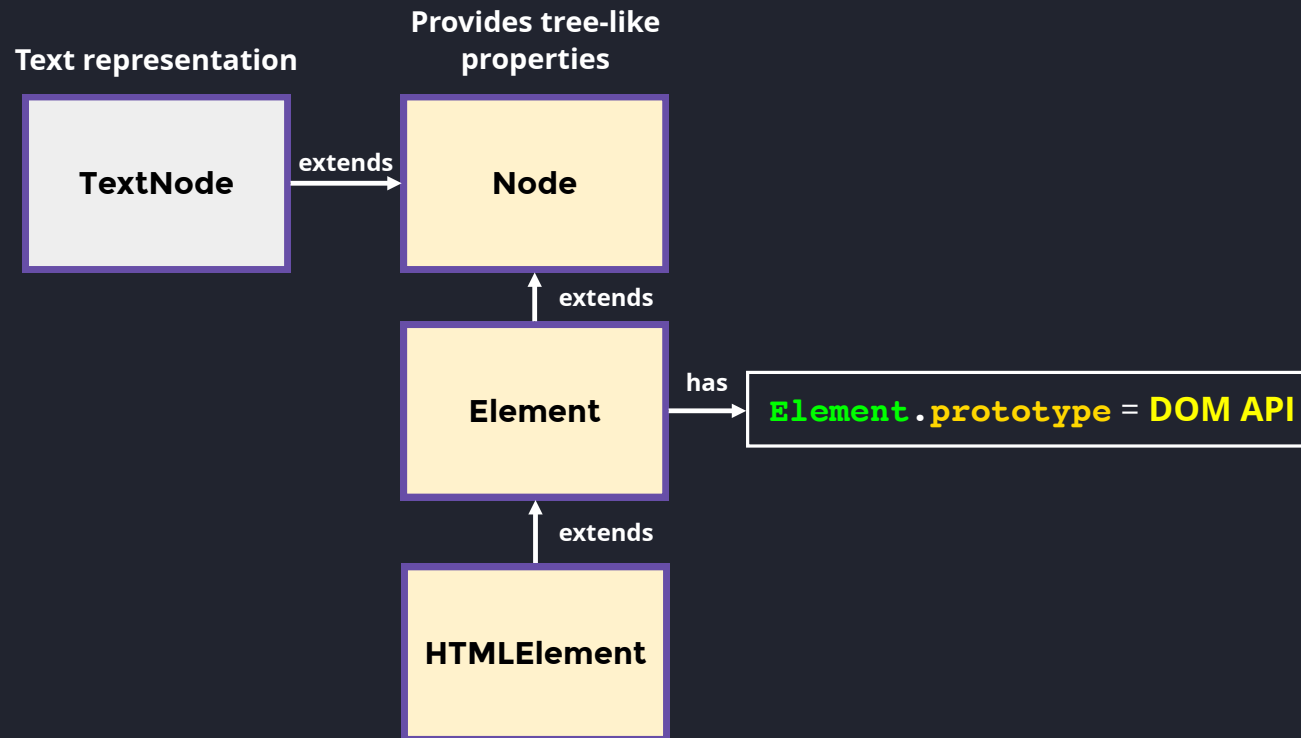 Provides tree-like
properties
Text representation
TextNode
extends
Node
extends
Element
has
Element.prototype = DOM API
extends
HTMLElement